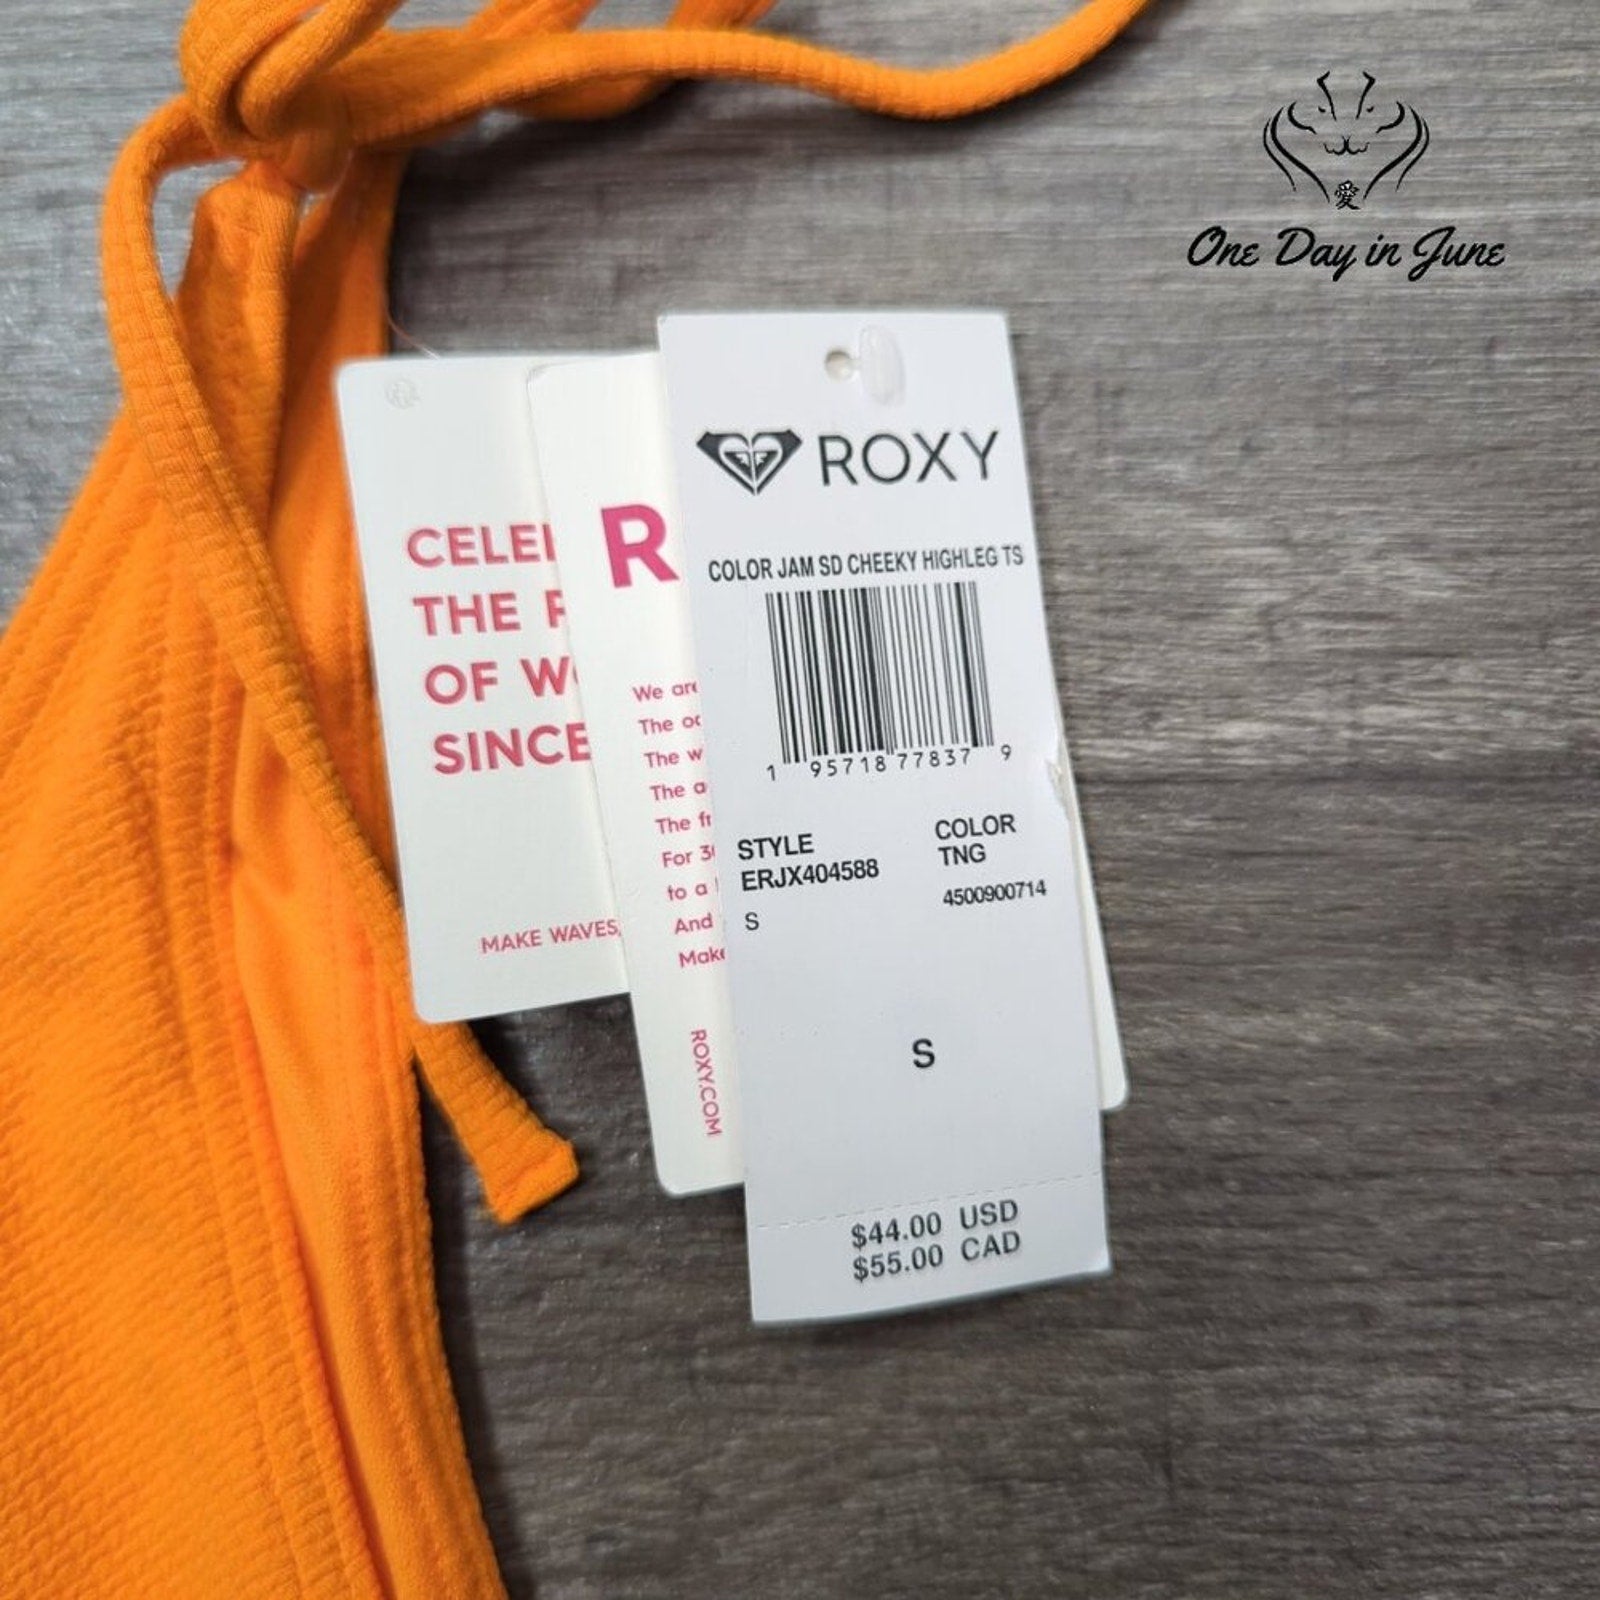 愛
One Day in June
ROXY
COLOR JAM SD CHEEKY HIGHLEG TS
1 95718 77837 9
STYLE
ERJX404588
COLOR
TNG
S
4500900714
S
$44.00 USD
$55.00 CAD
R
We are
The
The
The
The
For
to a
And
Make
ROXY.COM
THE
OF
SINCE
MAKE WAVES,